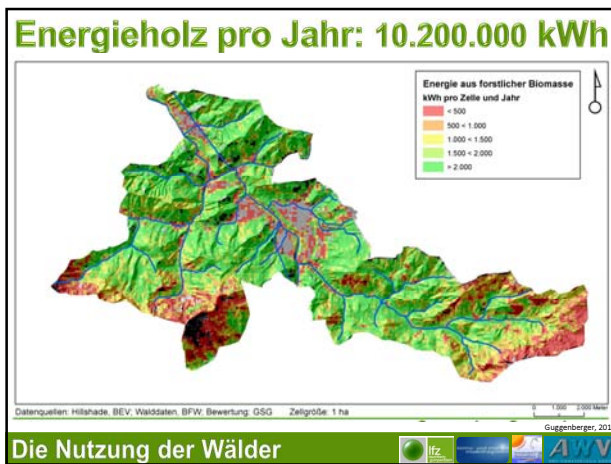 Energieholz pro Jahr: 10.200.000 kWh
Energie aus forstlicher Biomasse
kWh pro Zelle und Jahr
< 500
500 < 1.000
1.000 < 1.500
1.500 < 2.000
> 2.000
Datenquellen: Hillshade, BEV; Walddaten, BFW; Bewertung: GSG Zellgröße: 1 ha
0 1.000 2.000 Meter
Guggenberger, 201
Die Nutzung der Wälder
lfz
AWV